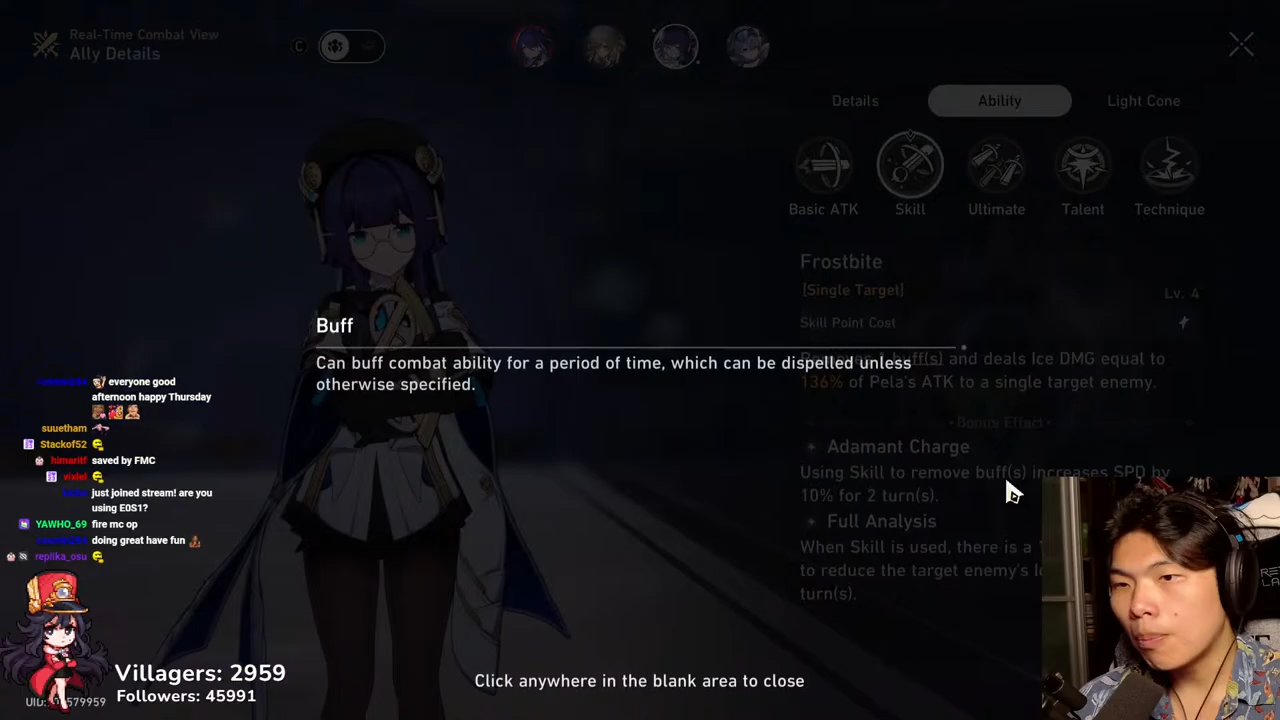 Real-Time Combat View
Ally Details
C
Details
Ability
Light Cone
Basic ATK
Skill
Ultimate
Talent
Technique
Frostbite
[Single Target]
Lv. 4
Skill Point Cost
buff(s) and deals Ice DMG equal to
136% of Pela's ATK to a single target enemy.
Bonus Effect
Adamant Charge
Using Skill to remove buff(s) increases SPD by
10% for 2 turn(s).
Full Analysis
When Skill is used, there is a
to reduce the target enemy's
turn(s).
Buff
Can buff combat ability for a period of time, which can be dispelled unless
otherwise specified.
everyone good
afternoon happy Thursday
suuetham
Stackof52
himaritf saved by FMC
just joined stream! are you
using E0S1?
YAWHO_69 fire mc op
doing great have fun
replika_osu
Villagers: 2959
Followers: 45991
Click anywhere in the blank area to close